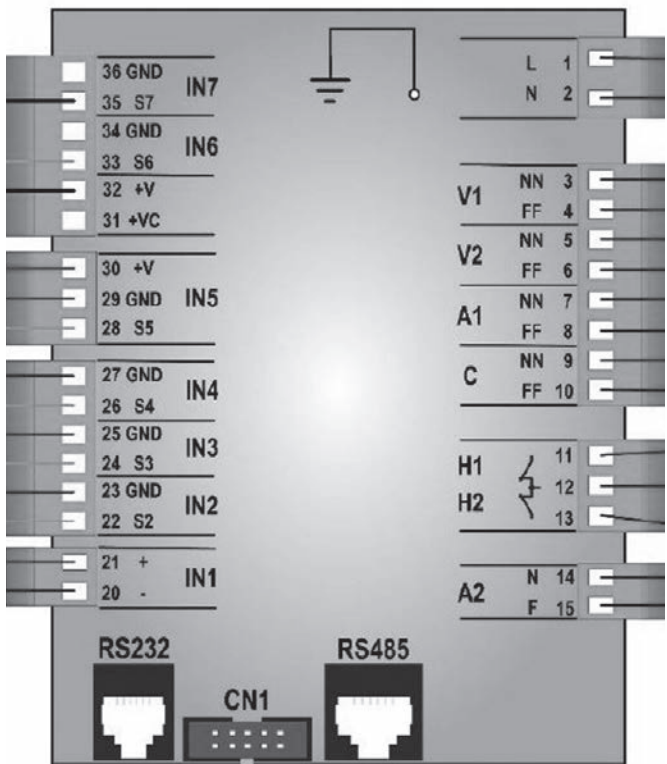 36 GND
35 S7
IN7
34 GND
33 S6
IN6
32 +V
31 +VC
30 +V
29 GND
28 S5
IN5
27 GND
26 S4
IN4
25 GND
24 S3
IN3
23 GND
22 S2
IN2
21 +
20 -
IN1
L 1
N 2
V1
NN 3
FF 4
V2
NN 5
FF 6
A1
NN 7
FF 8
C
NN 9
FF 10
H1
H2
11
12
13
A2
N 14
F 15
RS232
CN1
RS485